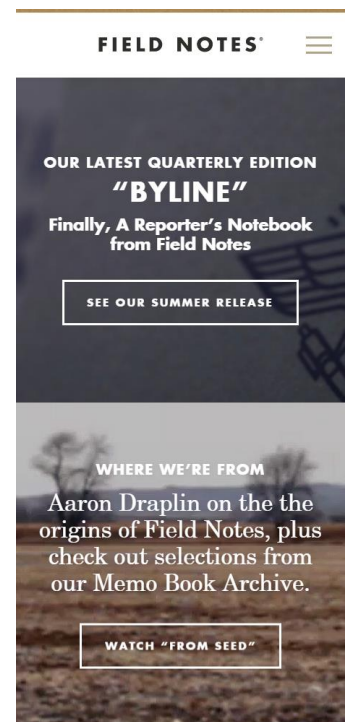 FIELD NOTES®
OUR LATEST QUARTERLY EDITION
“BYLINE”
Finally, A Reporter’s Notebook
from Field Notes
SEE OUR SUMMER RELEASE
WHERE WE’RE FROM
Aaron Draplin on the the
origins of Field Notes, plus
check out selections from
our Memo Book Archive.
WATCH “FROM SEED”